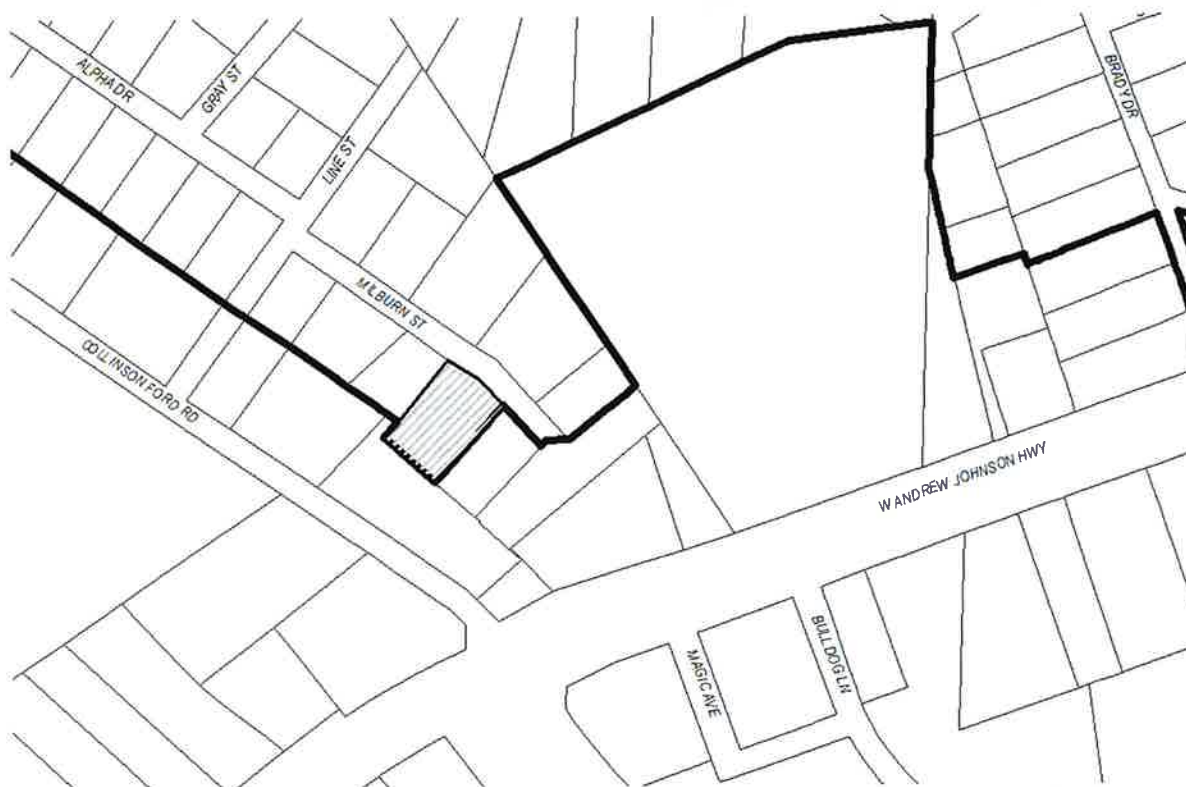 ALPHA DR
GRAY ST
LINE ST
BRADY DR
MILBURN ST
COLLINSON FORD RD
W ANDREW JOHNSON HWY
MAGIC AVE
BULLDOG LN